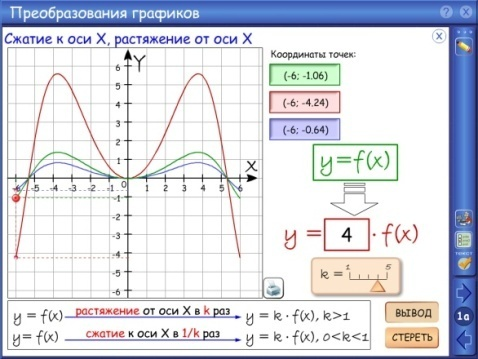 Преобразования графиков
Сжатие к оси X, растяжение от оси X
Координаты точек:
(-6; -1.06)
(-6; -4.24)
(-6; -0.64)
y = f(x)
y = 4 · f(x)
k = 1 5
Y
X
6
5
4
3
2
1
0
-1
-2
-3
-4
-6 -5 -4 -3 -2 -1 0 1 2 3 4 5 6
y = f(x) растяжение от оси X в k раз y = k · f(x), k>1
y = f(x) сжатие к оси X в 1/k раз y = k · f(x), 0<k<1
ВЫВОД
СТЕРЕТЬ
1а